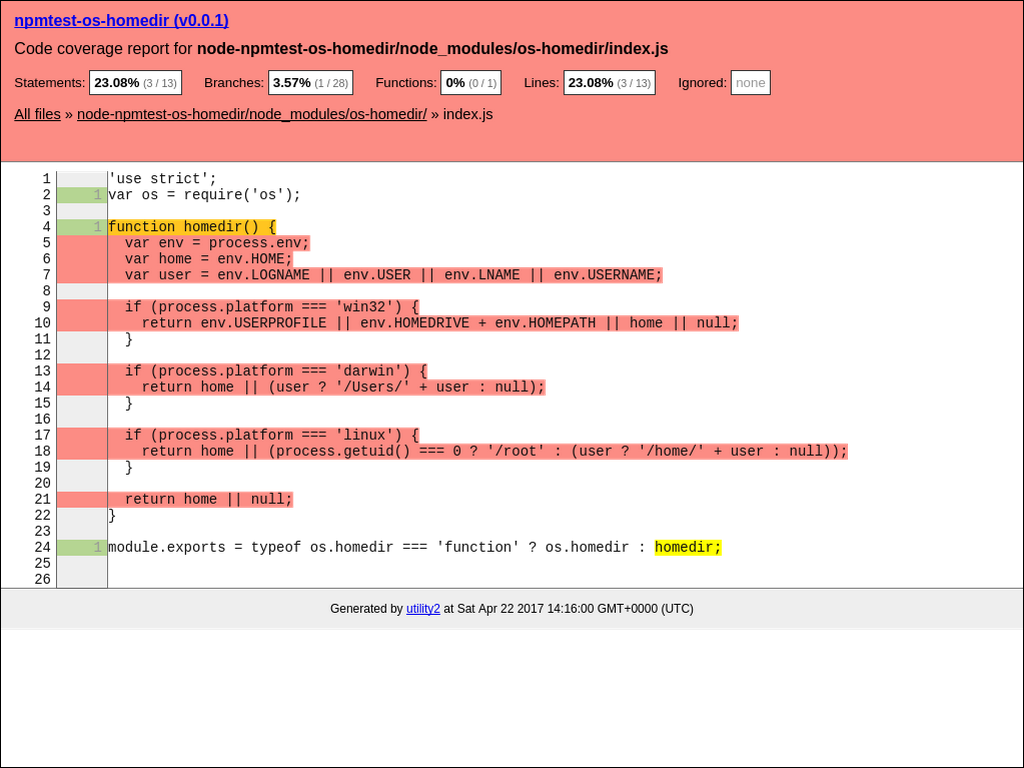 npmtest-os-homedir (v0.0.1)
Code coverage report for node-npmtest-os-homedir/node_modules/os-homedir/index.js
Statements: 23.08% (3 / 13) Branches: 3.57% (1 / 28) Functions: 0% (0 / 1) Lines: 23.08% (3 / 13) Ignored: none
All files » node-npmtest-os-homedir/node_modules/os-homedir/ » index.js
1 'use strict';
2 1 var os = require('os');
3
4 1 function homedir() {
5   var env = process.env;
6   var home = env.HOME;
7   var user = env.LOGNAME || env.USER || env.LNAME || env.USERNAME;
8
9   if (process.platform === 'win32') {
10     return env.USERPROFILE || env.HOMEDRIVE + env.HOMEPATH || home || null;
11   }
12
13   if (process.platform === 'darwin') {
14     return home || (user ? '/Users/' + user : null);
15   }
16
17   if (process.platform === 'linux') {
18     return home || (process.getuid() === 0 ? '/root' : (user ? '/home/' + user : null));
19   }
20
21   return home || null;
22 }
23
24 1 module.exports = typeof os.homedir === 'function' ? os.homedir : homedir;
25
26
Generated by utility2 at Sat Apr 22 2017 14:16:00 GMT+0000 (UTC)